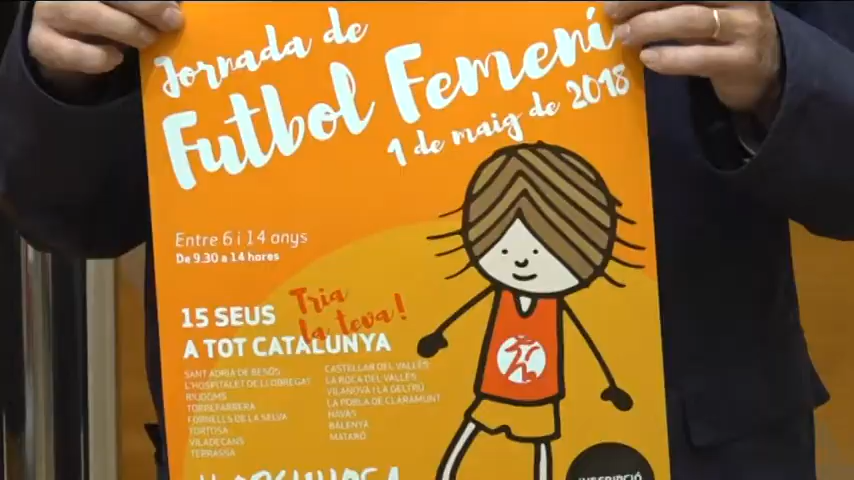 Jornada de
Futbol Femení
1 de maig de 2018
Entre 6 i 14 anys
De 9.30 a 14 hores
Tria
la teva!
15 SEUS
A TOT CATALUNYA
SANT ADRIÀ DE BESÒS
L'HOSPITALET DE LLOBREGAT
RIUDOMS
TORREFARRERA
FORNELLS DE LA SELVA
TORTOSA
VILADECANS
TERRASSA
CASTELLAR DEL VALLÈS
LA ROCA DEL VALLÈS
VILANOVA I LA GELTRÚ
LA POBLA DE CLARAMUNT
NAVÀS
BALENYÀ
MATARÓ
INSCRIPCIÓ